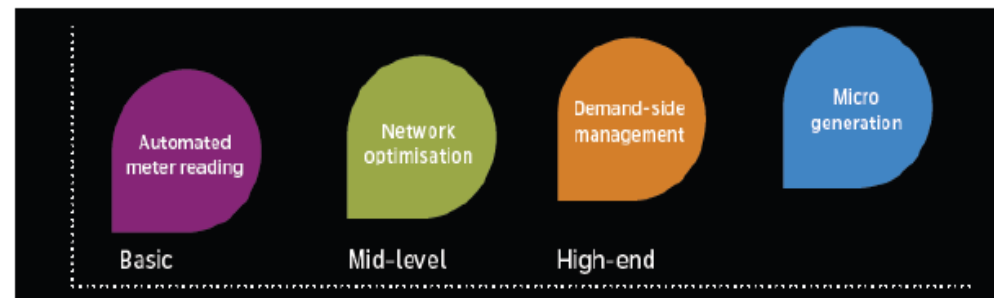 Automated
meter reading
Network
optimisation
Demand-side
management
Micro
generation
Basic
Mid-level
High-end